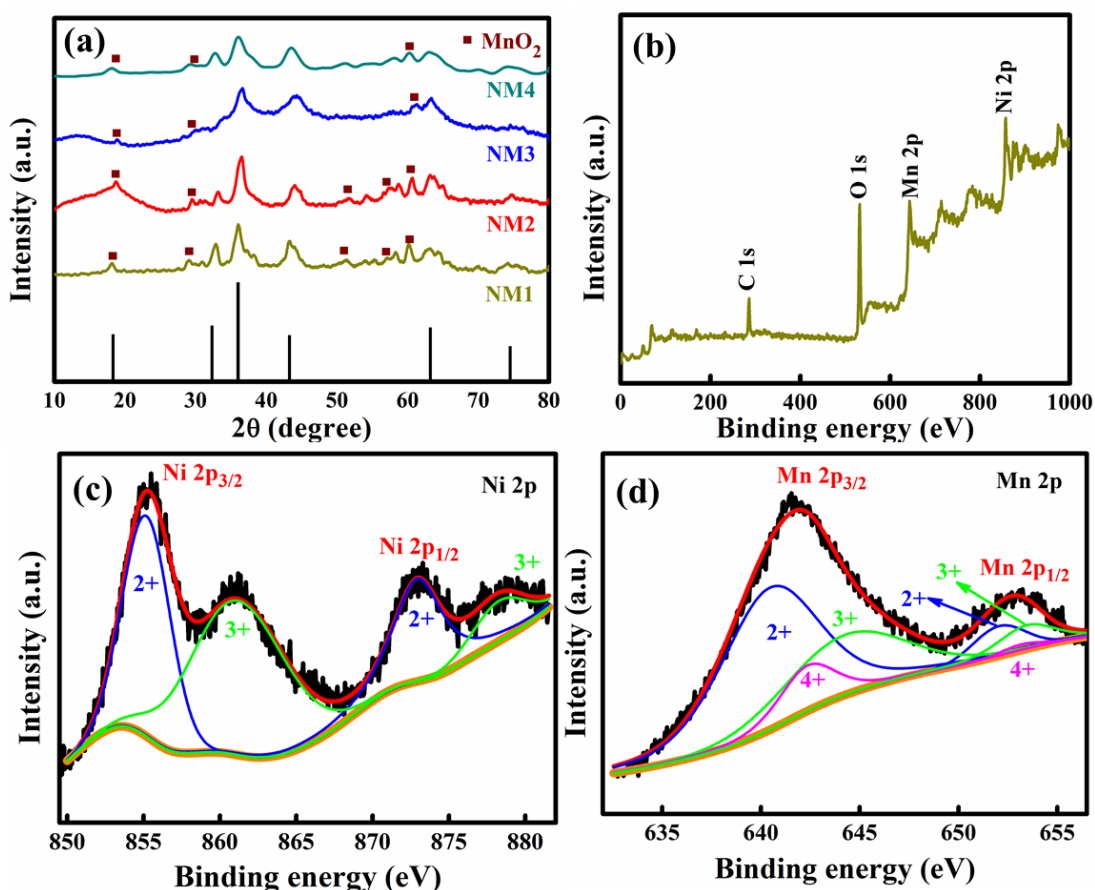 (a)
■ MnO₂
NM4
NM3
NM2
NM1
Intensity (a.u.)
10 20 30 40 50 60 70 80
2θ (degree)
(b)
C 1s
O 1s
Mn 2p
Ni 2p
Intensity (a.u.)
0 200 400 600 800 1000
Binding energy (eV)
(c)
Ni 2p₃/₂
Ni 2p
Ni 2p₁/₂
3+
2+
3+
2+
Intensity (a.u.)
850 855 860 865 870 875 880
Binding energy (eV)
(d)
Mn 2p₃/₂
Mn 2p
3+
Mn 2p₁/₂
2+
2+
3+
4+
4+
Intensity (a.u.)
635 640 645 650 655
Binding energy (eV)